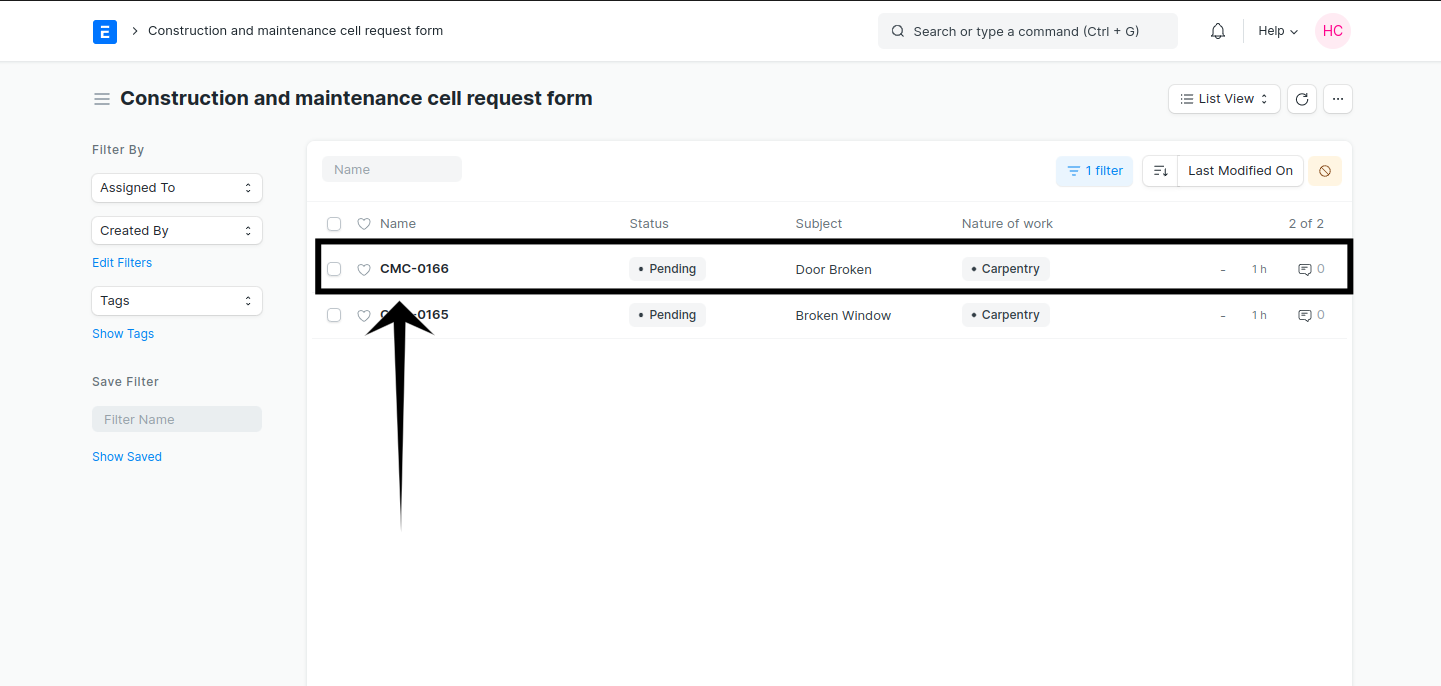 E Construction and maintenance cell request form Search or type a command (Ctrl + G) Help HC
Construction and maintenance cell request form List View
Filter By
Assigned To
Created By
Edit Filters
Tags
Show Tags
Save Filter
Filter Name
Show Saved
Name 1 filter Last Modified On
Name Status Subject Nature of work 2 of 2
CMC-0166 Pending Door Broken Carpentry - 1 h 0
0165 Pending Broken Window Carpentry - 1 h 0